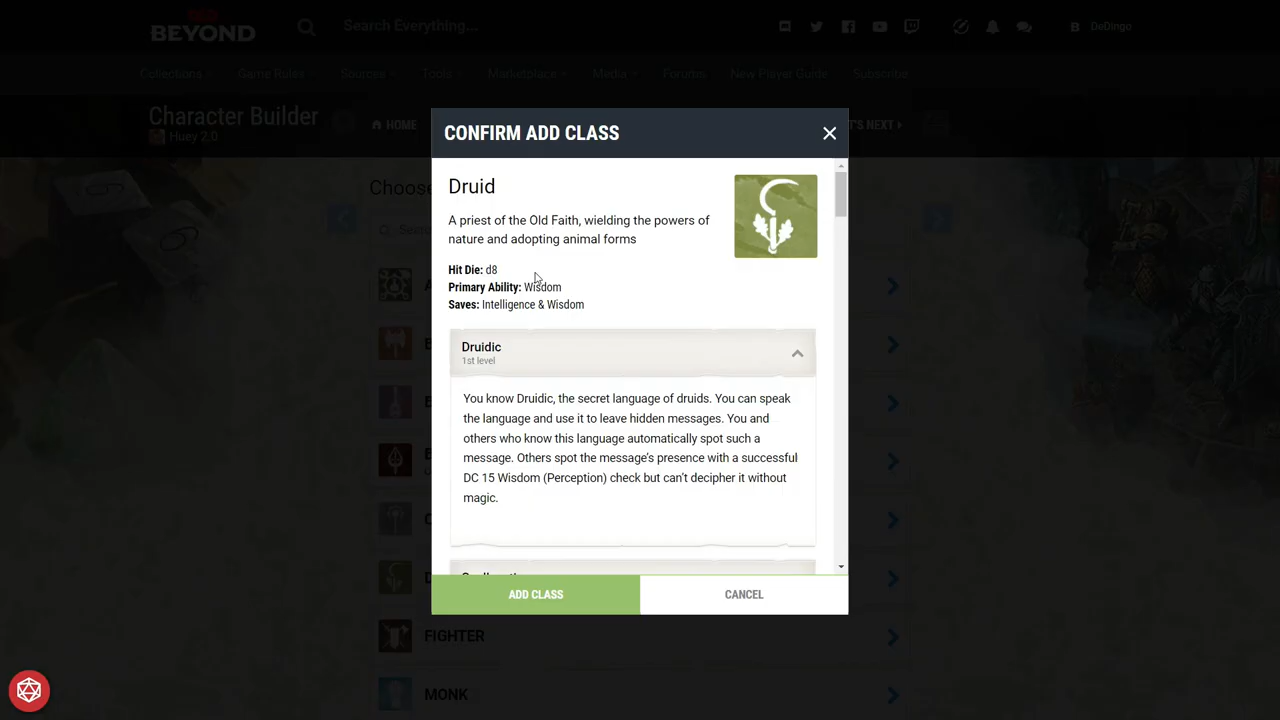 BEYOND
Search Everything...
DeDingo
Collections
Game Rules
Sources
Tools
Marketplace
Media
Forums
New Player Guide
Subscribe
Character Builder
Huey 2.0
HOME
T'S NEXT
CONFIRM ADD CLASS
Druid
A priest of the Old Faith, wielding the powers of
nature and adopting animal forms
Hit Die: d8
Primary Ability: Wisdom
Saves: Intelligence & Wisdom
Druidic
1st level
You know Druidic, the secret language of druids. You can speak
the language and use it to leave hidden messages. You and
others who know this language automatically spot such a
message. Others spot the message's presence with a successful
DC 15 Wisdom (Perception) check but can't decipher it without
magic.
ADD CLASS
CANCEL
FIGHTER
MONK